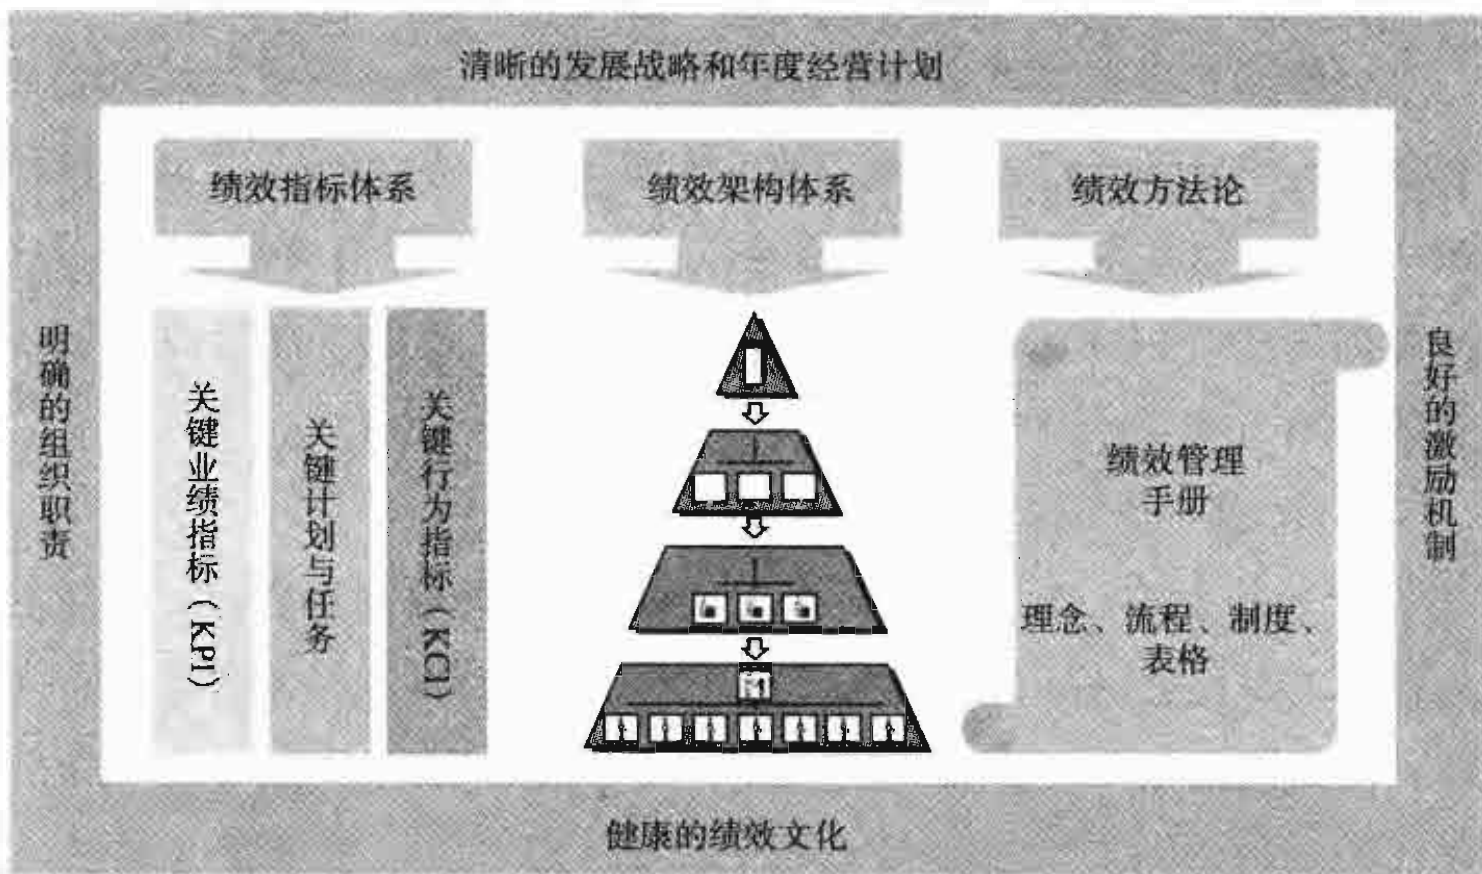 清晰的发展战略和年度经营计划
绩效指标体系
绩效架构体系
绩效方法论
明确的组织职责
关键业绩指标（KPI）
关键计划与任务
关键行为指标（KCI）
绩效管理
手册
理念、流程、制度、
表格
良好的激励机制
健康的绩效文化